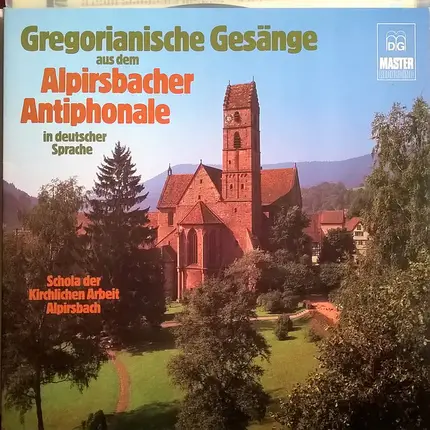 Gregorianische Gesänge
aus dem
Alpirsbacher
Antiphonale
in deutscher
Sprache
DG
MASTER
Schola der
Kirchlichen Arbeit
Alpirsbach